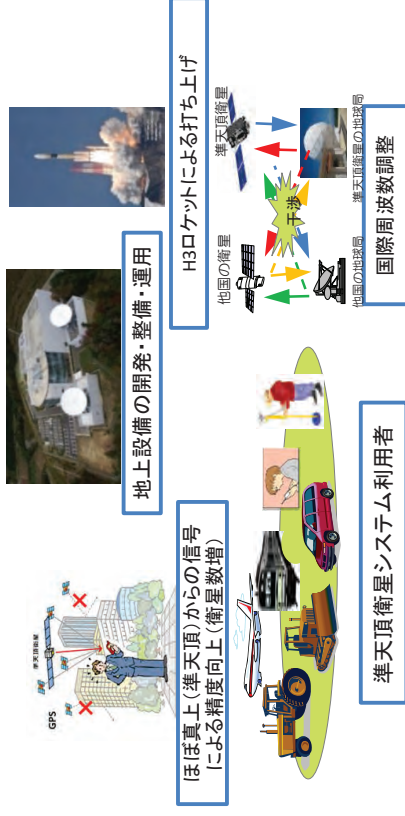 GPS
準天頂衛星
ほぼ真上(準天頂)からの信号
による精度向上(衛星数増)
地上設備の開発・整備・運用
H3ロケットによる打ち上げ
準天頂衛星システム利用者
他国の衛星
準天頂衛星
干渉
他国の地球局
準天頂衛星の地球局
国際周波数調整